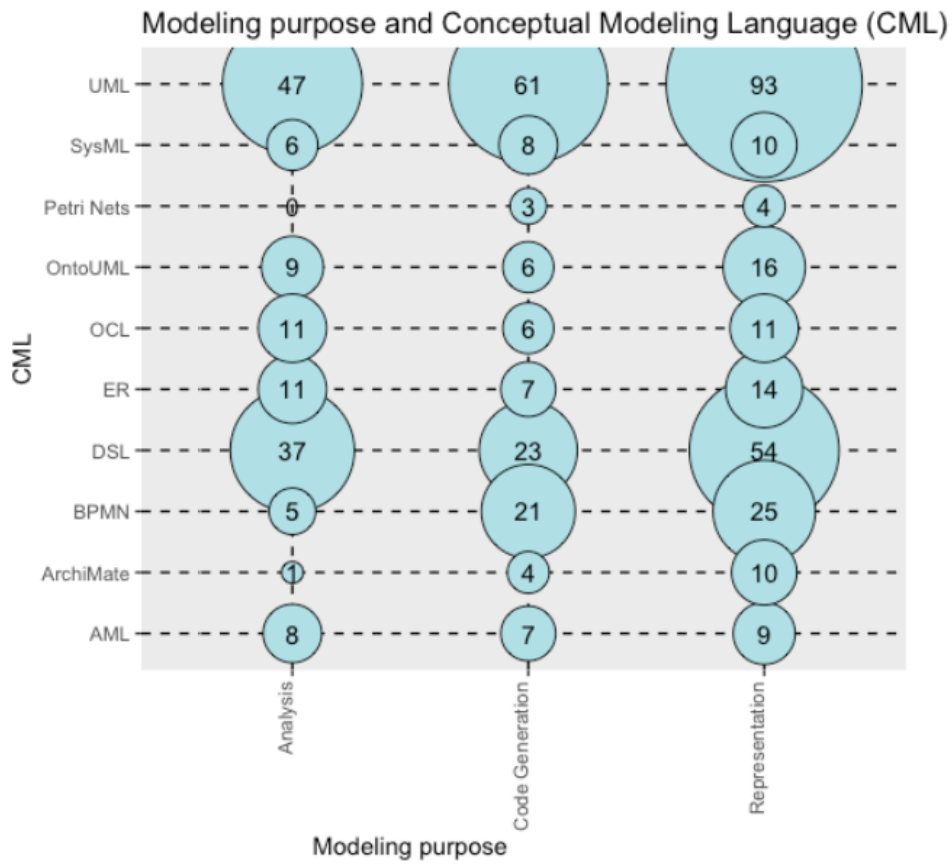 Modeling purpose and Conceptual Modeling Language (CML)
UML 47 61 93
SysML 6 8 10
Petri Nets 0 3 4
OntoUML 9 6 16
OCL 11 6 11
ER 11 7 14
DSL 37 23 54
BPMN 5 21 25
ArchiMate 1 4 10
AML 8 7 9
CML
Analysis
Code Generation
Representation
Modeling purpose